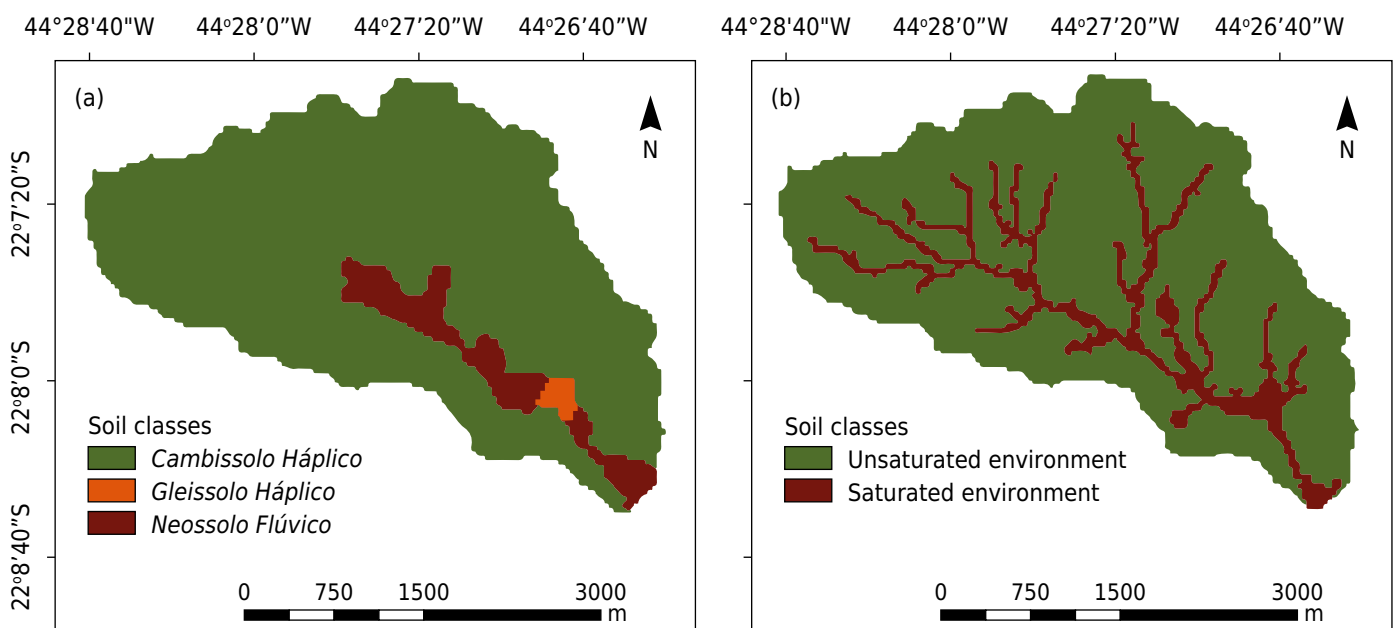 44°28'40"W 44°28'0"W 44°27'20"W 44°26'40"W
(a)
N
22°7'20"S
22°8'0"S
22°8'40"S
Soil classes
Cambissolo Háplico
Gleissolo Háplico
Neossolo Flúvico
0 750 1500 3000
m
44°28'40"W 44°28'0"W 44°27'20"W 44°26'40"W
(b)
N
Soil classes
Unsaturated environment
Saturated environment
0 750 1500 3000
m